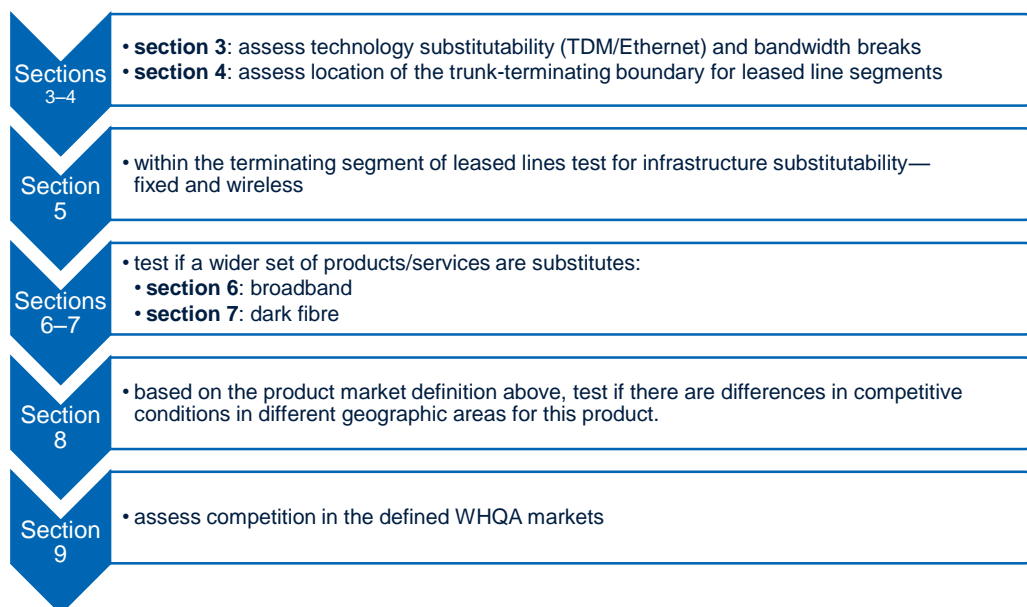 Sections
3–4
• section 3: assess technology substitutability (TDM/Ethernet) and bandwidth breaks
• section 4: assess location of the trunk-terminating boundary for leased line segments
Section
5
• within the terminating segment of leased lines test for infrastructure substitutability—
fixed and wireless
Sections
6–7
• test if a wider set of products/services are substitutes:
• section 6: broadband
• section 7: dark fibre
Section
8
• based on the product market definition above, test if there are differences in competitive
conditions in different geographic areas for this product.
Section
9
• assess competition in the defined WHQA markets